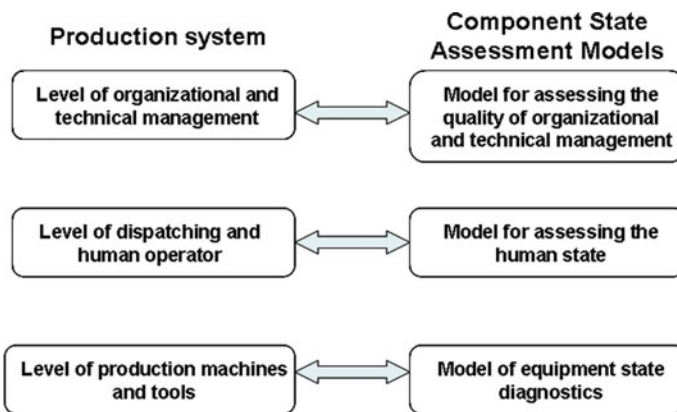 Production system
Component State
Assessment Models
Level of organizational and
technical management
Model for assessing the
quality of organizational
and technical management
Level of dispatching and
human operator
Model for assessing the
human state
Level of production machines
and tools
Model of equipment state
diagnostics